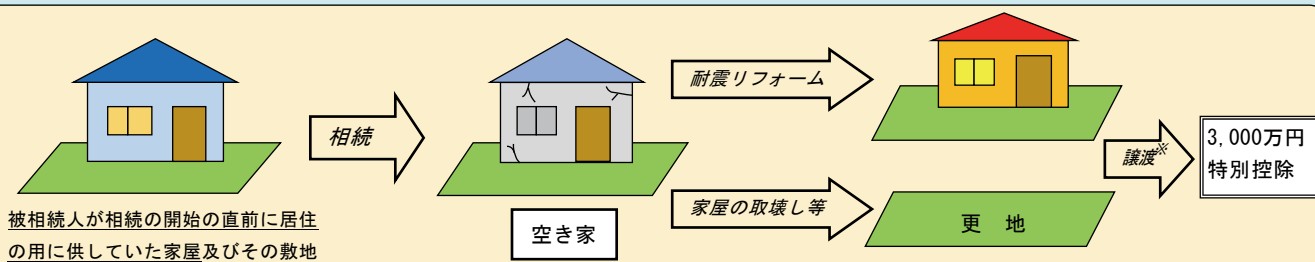 被相続人が相続の開始の直前に居住
の用に供していた家屋及びその敷地
相続
空き家
耐震リフォーム
家屋の取壊し等
更 地
譲渡※
3,000万円
特別控除